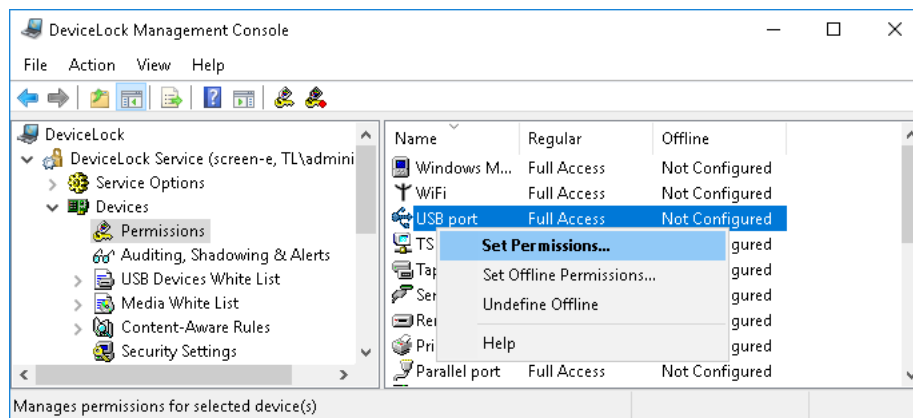 DeviceLock Management Console
File Action View Help
DeviceLock
DeviceLock Service (screen-e, TL\admini
Service Options
Devices
Permissions
Auditing, Shadowing & Alerts
USB Devices White List
Media White List
Content-Aware Rules
Security Settings
Name Regular Offline
Windows M... Full Access Not Configured
WiFi Full Access Not Configured
USB port Full Access Not Configured
TS gured
Tap gured
Ser gured
Rer gured
Pri gured
Parallel port Full Access Not Configured
Set Permissions...
Set Offline Permissions...
Undefine Offline
Help
Manages permissions for selected device(s)